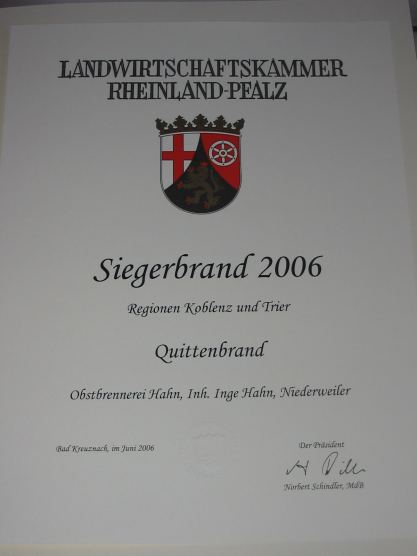 LANDWIRTSCHAFTSKAMMER
RHEINLAND-PFALZ
Siegerbrand 2006
Regionen Koblenz und Trier
Quittenbrand
Obstbrennerei Hahn, Inh. Inge Hahn, Niederweiler
Bad Kreuznach, im Juni 2006
Der Präsident
Norbert Schindler, MdB